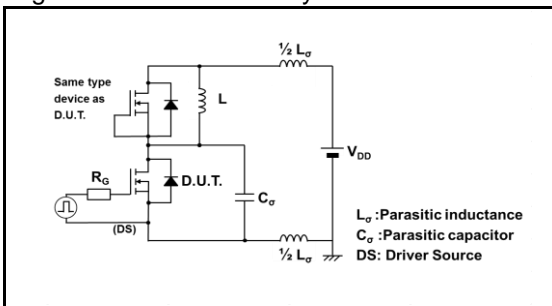 ½ Lσ
Same type
device as
D.U.T.
L
VDD
RG
D.U.T.
Cσ
(DS)
½ Lσ
Lσ :Parasitic inductance
Cσ :Parasitic capacitor
DS: Driver Source